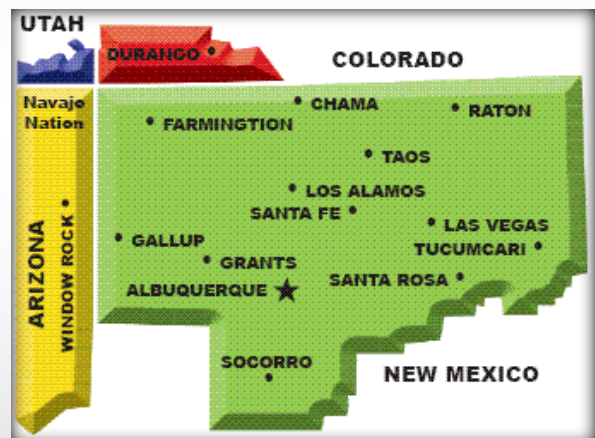 UTAH
DURANGO
COLORADO
Navajo
Nation
CHAMA
RATON
FARMINGTION
TAOS
LOS ALAMOS
SANTA FE
LAS VEGAS
GALLUP
TUCUMCARI
GRANTS
SANTA ROSA
ALBUQUERQUE
ARIZONA
WINDOW ROCK
SOCORRO
NEW MEXICO